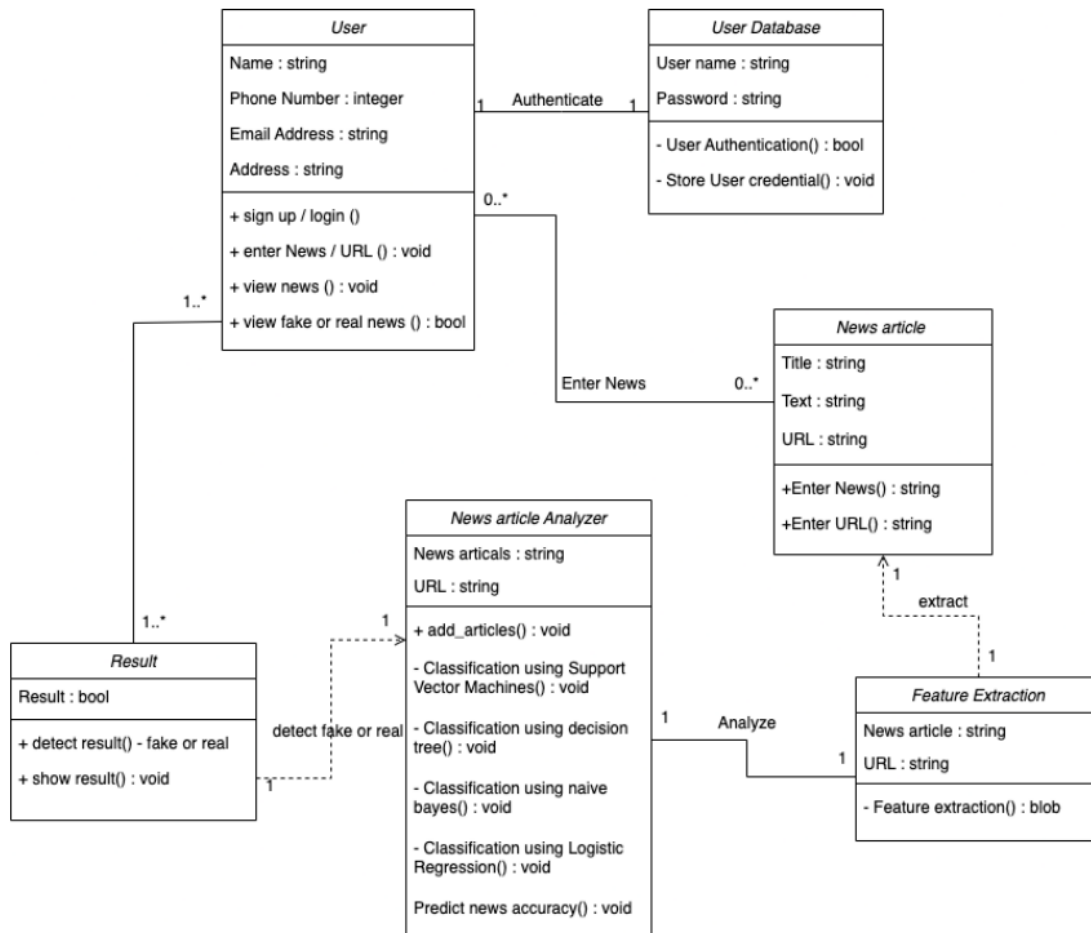 User
Name : string
Phone Number : integer
Email Address : string
Address : string
+ sign up / login ()
+ enter News / URL () : void
+ view news () : void
+ view fake or real news () : bool
1
Authenticate
1
User Database
User name : string
Password : string
- User Authentication() : bool
- Store User credential() : void
0..*
Enter News
0..*
1..*
1..*
News article
Title : string
Text : string
URL : string
+Enter News() : string
+Enter URL() : string
1
extract
1
News article Analyzer
News articals : string
URL : string
+ add_articles() : void
- Classification using Support
Vector Machines() : void
- Classification using decision
tree() : void
- Classification using naive
bayes() : void
- Classification using Logistic
Regression() : void
Predict news accuracy() : void
Result
Result : bool
+ detect result() - fake or real
+ show result() : void
1
detect fake or real
1
1
Analyze
1
Feature Extraction
News article : string
URL : string
- Feature extraction() : blob